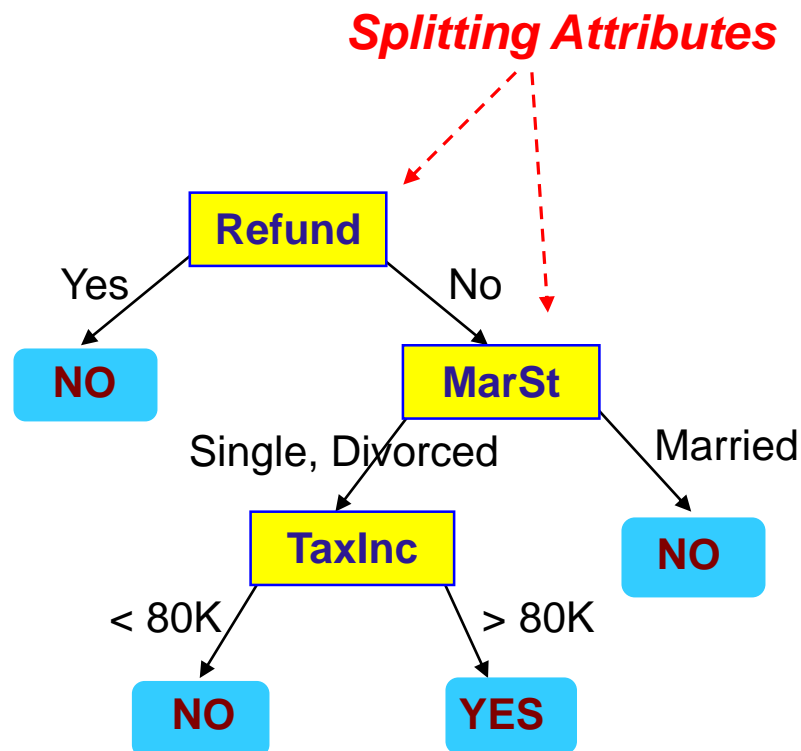 Splitting Attributes
Refund
Yes
No
NO
MarSt
Single, Divorced
Married
TaxInc
NO
< 80K
> 80K
NO
YES